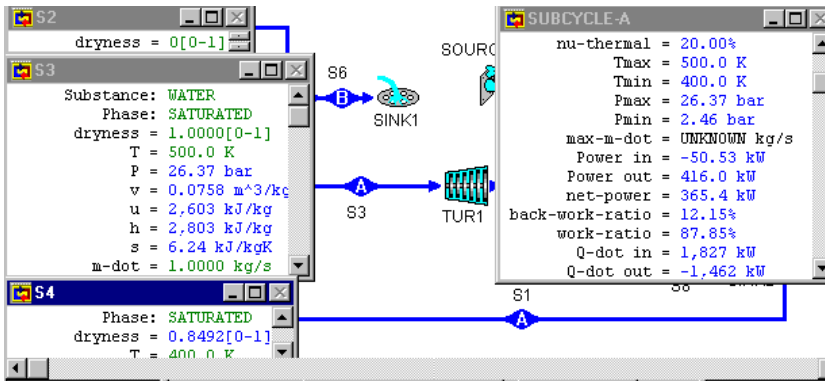 S2
dryness = 0[0-1]
S3
Substance: WATER
Phase: SATURATED
dryness = 1.0000[0-1]
T = 500.0 K
P = 26.37 bar
v = 0.0758 m^3/kg
u = 2,603 kJ/kg
h = 2,803 kJ/kg
s = 6.24 kJ/kgK
m-dot = 1.0000 kg/s
S4
Phase: SATURATED
dryness = 0.8492[0-1]
T = 400.0 K
S6
B
SINK1
SOURC
A
S3
TUR1
S1
A
SUBCYCLE-A
nu-thermal = 20.00%
Tmax = 500.0 K
Tmin = 400.0 K
Pmax = 26.37 bar
Pmin = 2.46 bar
max-m-dot = UNKNOWN kg/s
Power in = -50.53 kW
Power out = 416.0 kW
net-power = 365.4 kW
back-work-ratio = 12.15%
work-ratio = 87.85%
Q-dot in = 1,827 kW
Q-dot out = -1,462 kW